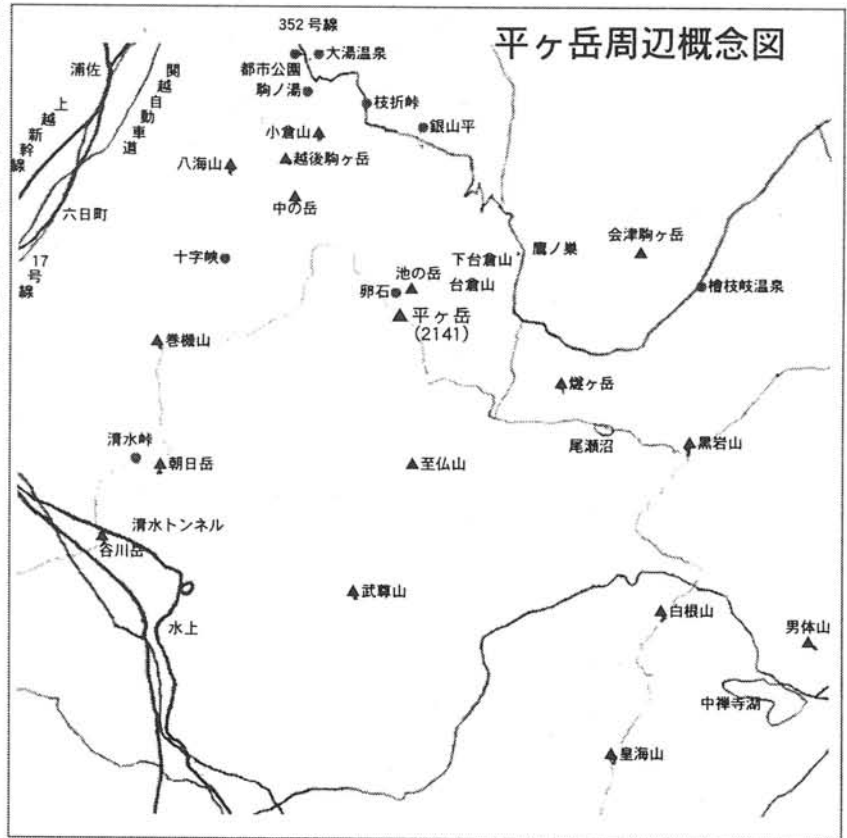 平ヶ岳周辺概念図
352 号線
大湯温泉
都市公園
駒ノ湯
枝折峠
銀山平
浦佐
関越自動車道
上越新幹線
小倉山
越後駒ヶ岳
八海山
中の岳
六日町
17号線
十字峡
下台倉山
鷹ノ巣
会津駒ヶ岳
池の岳
台倉山
卵石
檜枝岐温泉
平ヶ岳
(2141)
巻機山
燧ヶ岳
尾瀬沼
黒岩山
清水峠
朝日岳
至仏山
清水トンネル
谷川岳
武尊山
水上
白根山
男体山
中禅寺湖
皇海山